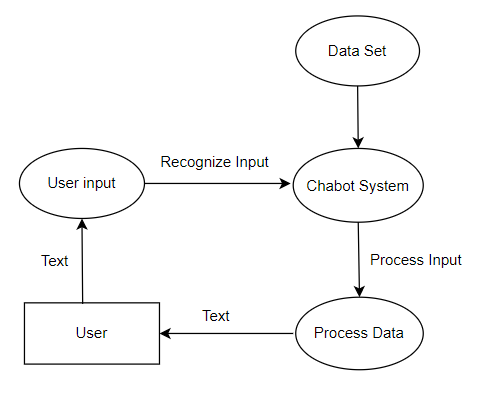 Data Set
Recognize Input
User input
Chabot System
Text
Process Input
Text
User
Process Data